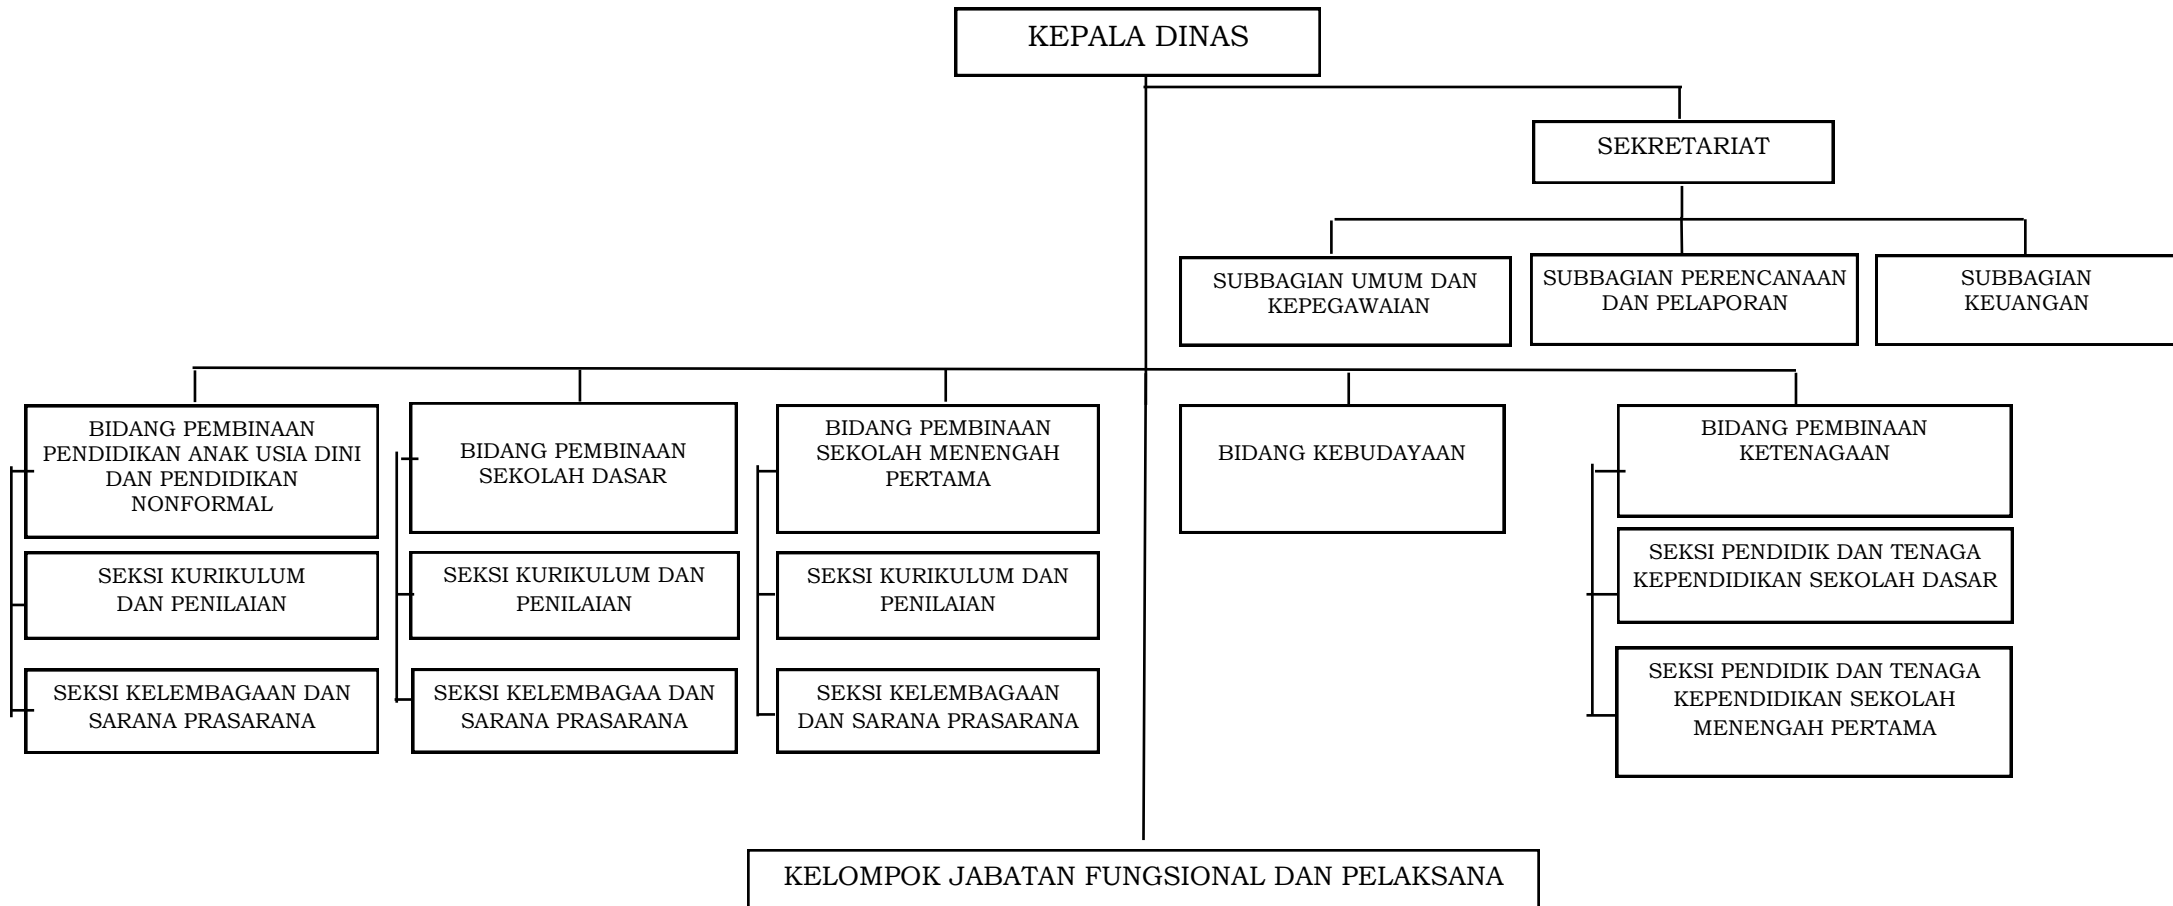 KEPALA DINAS
SEKRETARIAT
SUBBAGIAN UMUM DAN
KEPEGAWAIAN
SUBBAGIAN PERENCANAAN
DAN PELAPORAN
SUBBAGIAN
KEUANGAN
BIDANG PEMBINAAN
PENDIDIKAN ANAK USIA DINI
DAN PENDIDIKAN
NONFORMAL
BIDANG PEMBINAAN
SEKOLAH DASAR
BIDANG PEMBINAAN
SEKOLAH MENENGAH
PERTAMA
BIDANG KEBUDAYAAN
BIDANG PEMBINAAN
KETENAGAAN
SEKSI KURIKULUM
DAN PENILAIAN
SEKSI KURIKULUM DAN
PENILAIAN
SEKSI KURIKULUM DAN
PENILAIAN
SEKSI PENDIDIK DAN TENAGA
KEPENDIDIKAN SEKOLAH DASAR
SEKSI KELEMBAGAAN DAN
SARANA PRASARANA
SEKSI KELEMBAGAA DAN
SARANA PRASARANA
SEKSI KELEMBAGAAN
DAN SARANA PRASARANA
SEKSI PENDIDIK DAN TENAGA
KEPENDIDIKAN SEKOLAH
MENENGAH PERTAMA
KELOMPOK JABATAN FUNGSIONAL DAN PELAKSANA